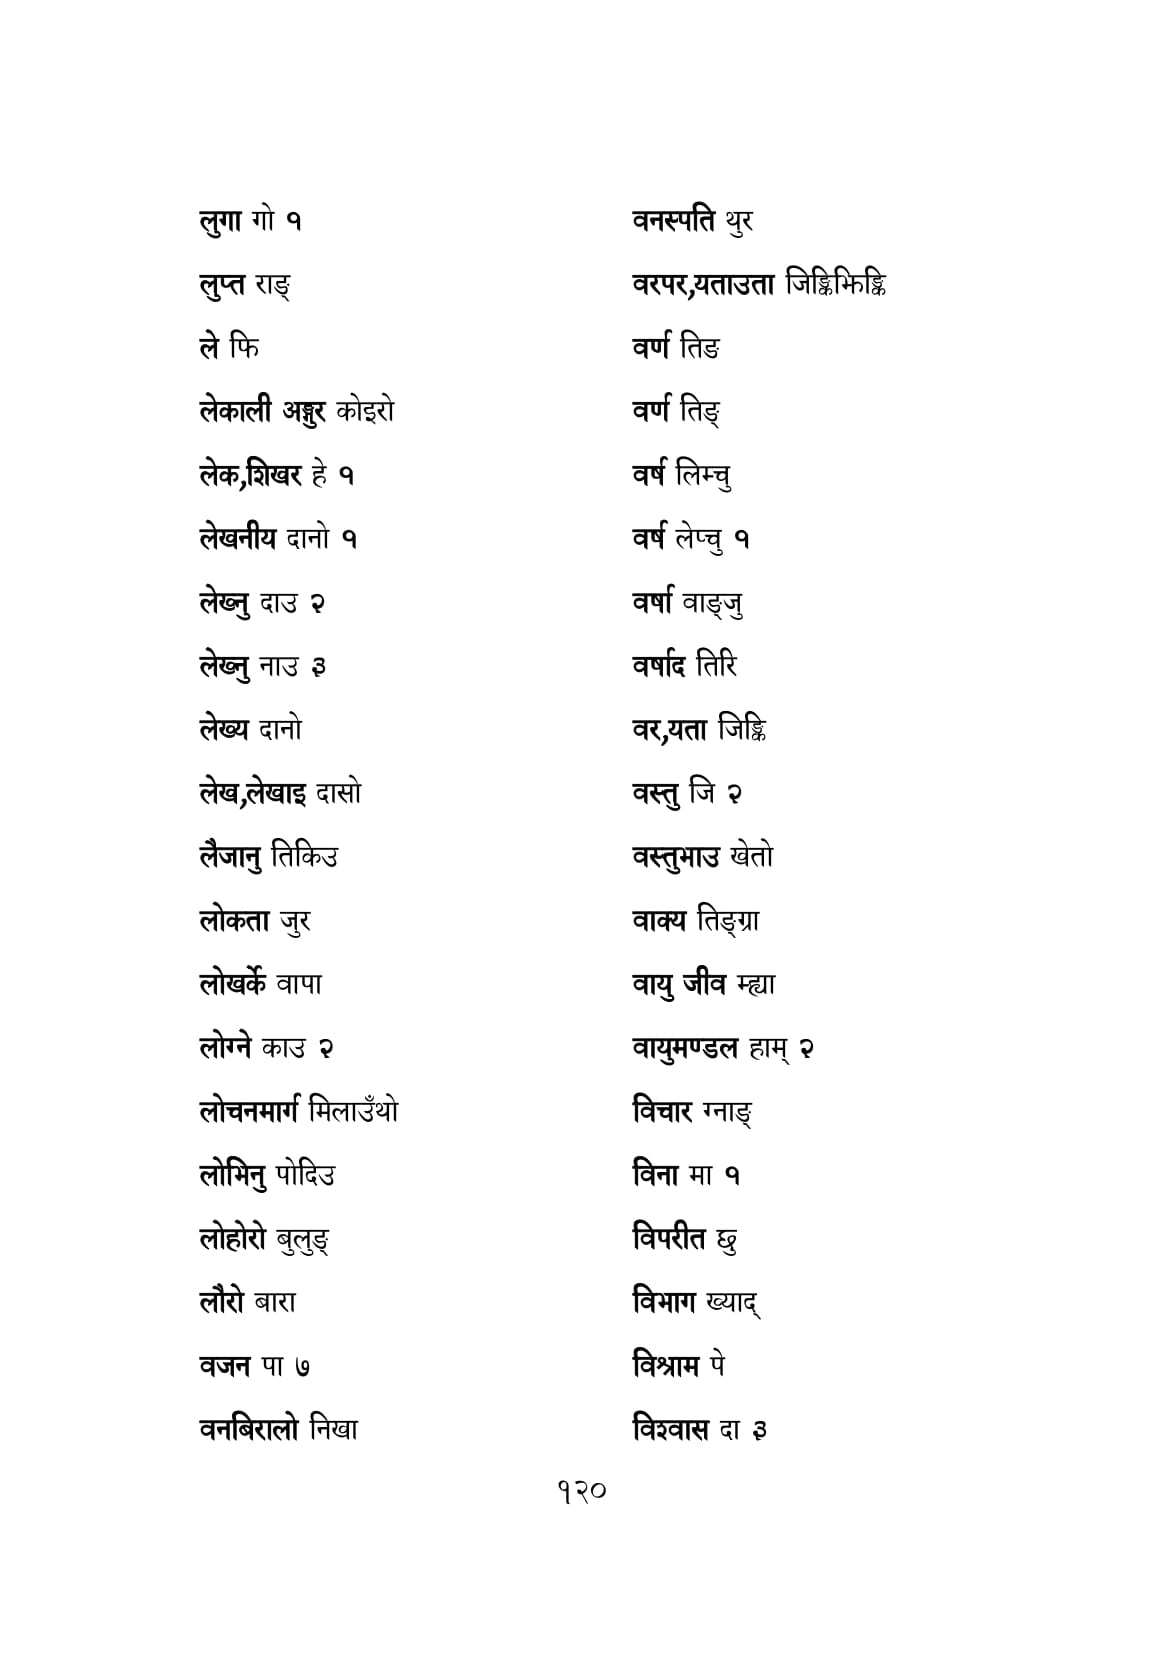 लुगा गो १
लुप्त राङ्
ले फि
लेकाली अङ्गुर कोइरो
लेक,शिखर हे १
लेखनीय दानो १
लेख्नु दाउ २
लेख्नु नाउ ३
लेख्य दानो
लेख,लेखाइ दासो
लैजानु तिकिउ
लोकता जुर
लोखर्के वापा
लोग्ने काउ २
लोचनमार्ग मिलाउँथो
लोभिनु पोदिउ
लोहोरो बुलुङ्
लौरो बारा
वजन पा ७
वनबिरालो निखा
वनस्पति थुर
वरपर,यताउता जिङ्किझिङ्कि
वर्ण तिङ
वर्ण तिङ्
वर्ष लिम्चु
वर्ष लेप्चु १
वर्षा वाङ्जु
वर्षाद तिरि
वर,यता जिङ्कि
वस्तु जि २
वस्तुभाउ खेतो
वाक्य तिङ्ग्रा
वायु जीव म्ह्या
वायुमण्डल हाम् २
विचार ग्नाङ्
विना मा १
विपरीत छु
विभाग ख्याद्
विश्राम पे
विश्वास दा ३
१२०